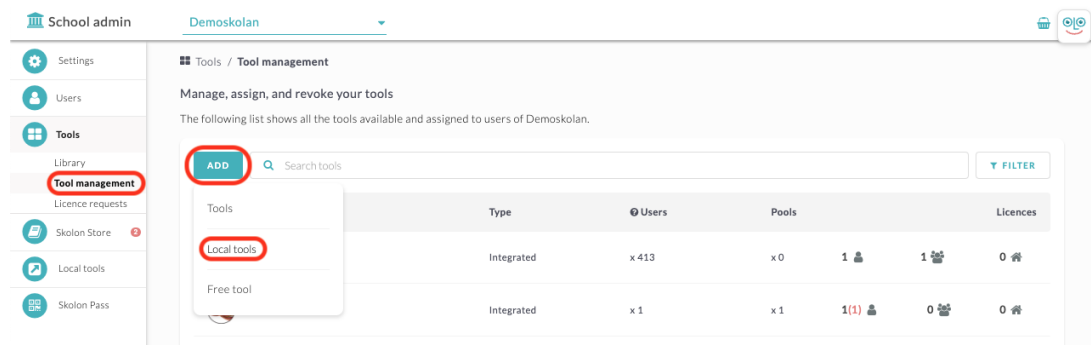 School admin
Demoskolan
Settings
Users
Tools
Library
Tool management
Licence requests
Skolon Store 2
Local tools
Skolon Pass
Tools / Tool management
Manage, assign, and revoke your tools
The following list shows all the tools available and assigned to users of Demoskolan.
ADD
Search tools
FILTER
Tools
Local tools
Free tool
Type Users Pools Licences
Integrated x 413 x 0 1 1 0
Integrated x 1 x 1 1(1) 0 0